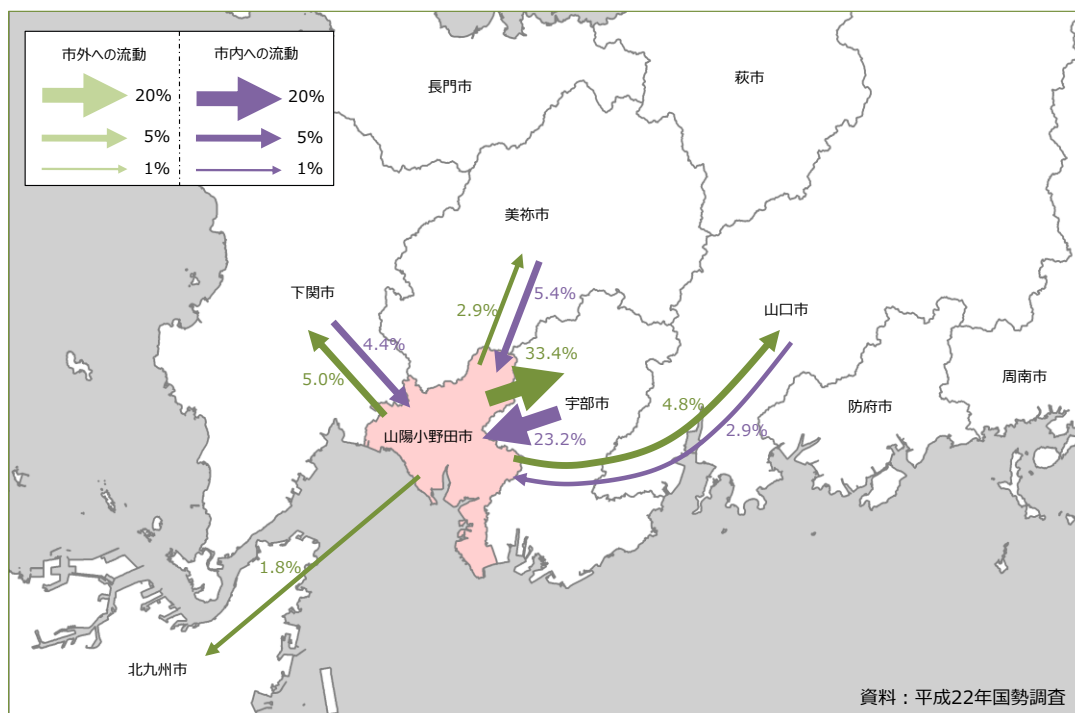 市外への流動
市内への流動
20%
20%
5%
5%
1%
1%
長門市
萩市
美祢市
下関市
2.9%
5.4%
山口市
4.4%
33.4%
5.0%
周南市
宇部市
4.8%
防府市
山陽小野田市
23.2%
2.9%
1.8%
北九州市
資料：平成22年国勢調査